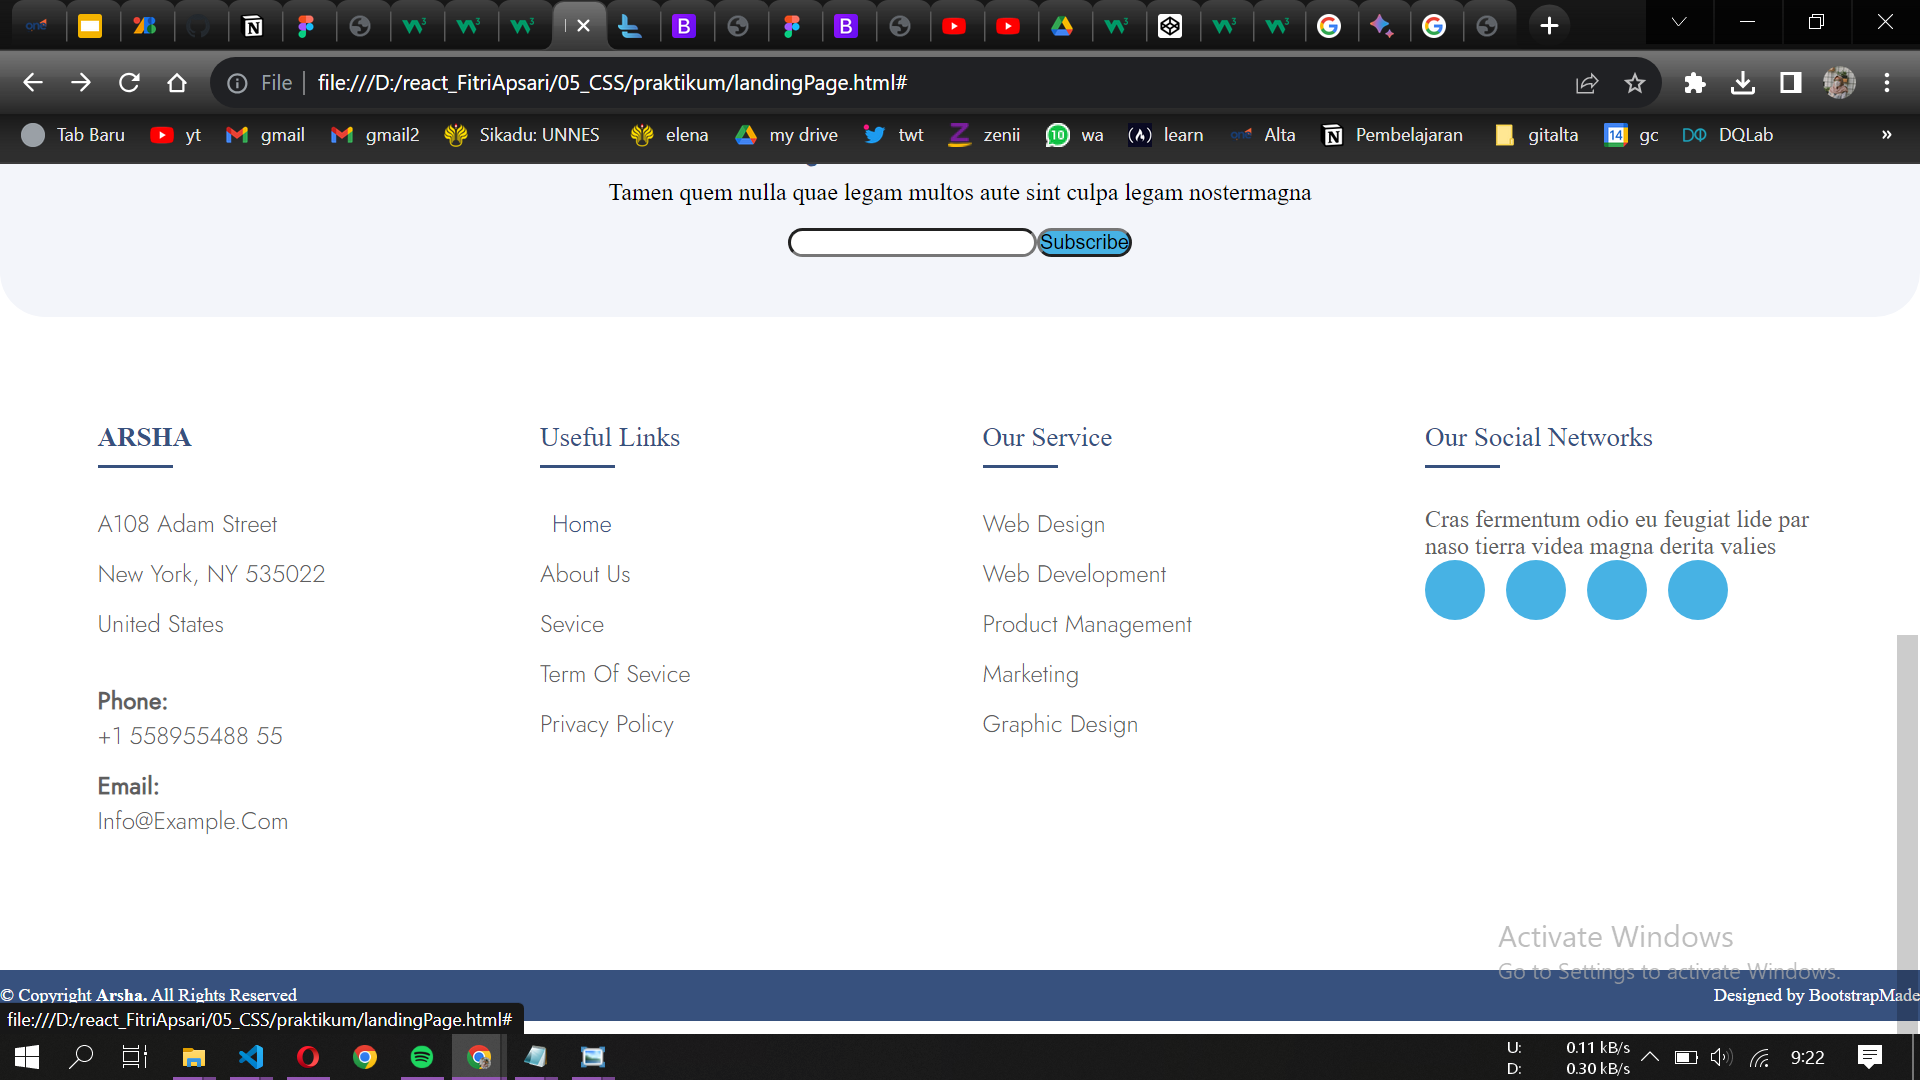 File
file:///D:/react_FitriApsari/05_CSS/praktikum/landingPage.html#
Tab Baru yt gmail gmail2 Sikadu: UNNES elena my drive twt zenii 10 wa learn Alta Pembelajaran gitalta 14 gc DQLab »
Tamen quem nulla quae legam multos aute sint culpa legam nostermagna
Subscribe
ARSHA
A108 Adam Street
New York, NY 535022
United States
Phone:
+1 558955488 55
Email:
Info@Example.Com
Useful Links
Home
About Us
Sevice
Term Of Sevice
Privacy Policy
Our Service
Web Design
Web Development
Product Management
Marketing
Graphic Design
Our Social Networks
Cras fermentum odio eu feugiat lide par
naso tierra videa magna derita valies
Activate Windows
Go to Settings to activate Windows.
© Copyright Arsha. All Rights Reserved
Designed by BootstrapMade
file:///D:/react_FitriApsari/05_CSS/praktikum/landingPage.html#
U: 0.11 kB/s
D: 0.30 kB/s
9:22